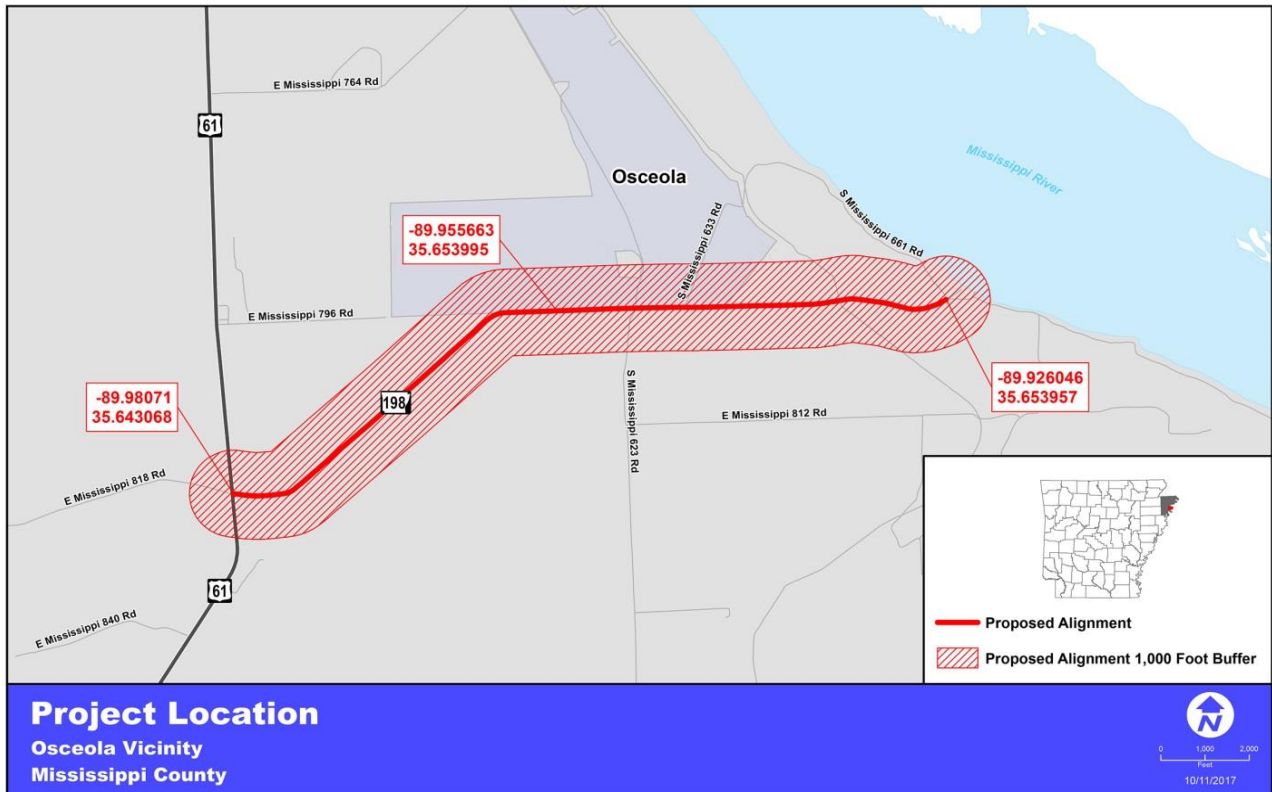 E Mississippi 764 Rd
61
Osceola
Mississippi River
S Mississippi 661 Rd
S Mississippi 633 Rd
-89.955663
35.653995
E Mississippi 796 Rd
-89.98071
35.643068
198
-89.926046
35.653957
S Mississippi 623 Rd
E Mississippi 812 Rd
E Mississippi 818 Rd
61
E Mississippi 840 Rd
Proposed Alignment
Proposed Alignment 1,000 Foot Buffer
Project Location
Osceola Vicinity
Mississippi County
N
0 1,000 2,000
Feet
10/11/2017